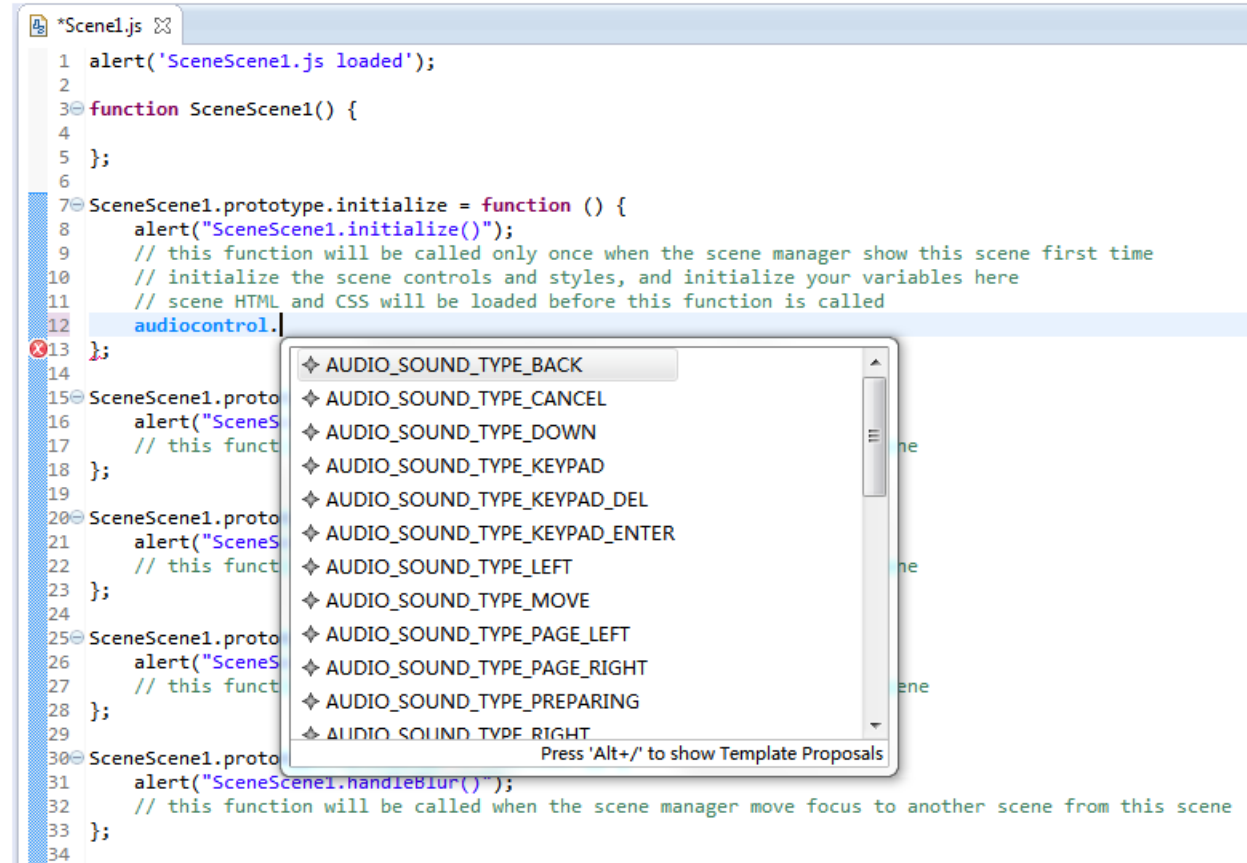 *Scene1.js
1 alert('SceneScene1.js loaded');
2
3 function SceneScene1() {
4
5 };
6
7 SceneScene1.prototype.initialize = function () {
8 alert("SceneScene1.initialize()");
9 // this function will be called only once when the scene manager show this scene first time
10 // initialize the scene controls and styles, and initialize your variables here
11 // scene HTML and CSS will be loaded before this function is called
12 audiocontrol.
13 };
14
15 SceneScene1.proto
16 alert("SceneS
17 // this funct ne
18 };
19
20 SceneScene1.proto
21 alert("SceneS
22 // this funct ne
23 };
24
25 SceneScene1.proto
26 alert("SceneS
27 // this funct ene
28 };
29
30 SceneScene1.proto
31 alert("SceneScene1.handleBlur()");
32 // this function will be called when the scene manager move focus to another scene from this scene
33 };
34
AUDIO_SOUND_TYPE_BACK
AUDIO_SOUND_TYPE_CANCEL
AUDIO_SOUND_TYPE_DOWN
AUDIO_SOUND_TYPE_KEYPAD
AUDIO_SOUND_TYPE_KEYPAD_DEL
AUDIO_SOUND_TYPE_KEYPAD_ENTER
AUDIO_SOUND_TYPE_LEFT
AUDIO_SOUND_TYPE_MOVE
AUDIO_SOUND_TYPE_PAGE_LEFT
AUDIO_SOUND_TYPE_PAGE_RIGHT
AUDIO_SOUND_TYPE_PREPARING
AUDIO_SOUND_TYPE_RIGHT
Press 'Alt+/' to show Template Proposals